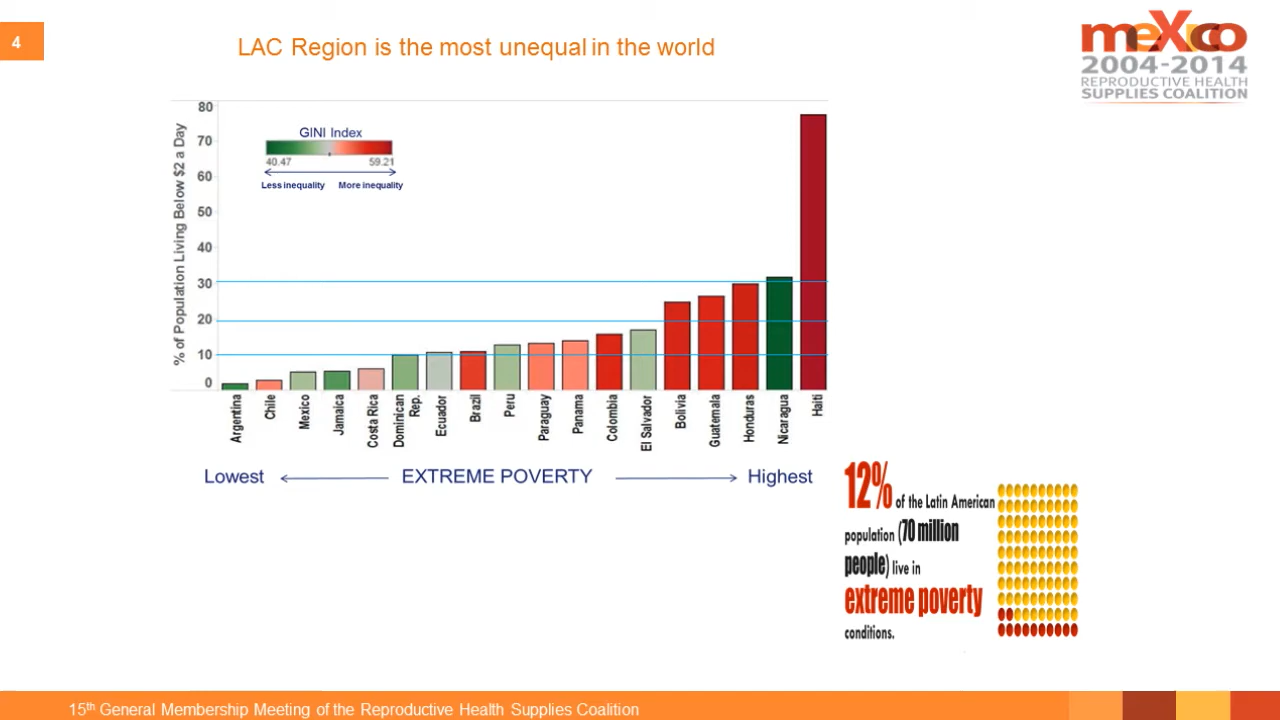 4
LAC Region is the most unequal in the world
meXico
2004-2014
REPRODUCTIVE HEALTH
SUPPLIES COALITION
% of Population Living Below $2 a Day
80
70
60
50
40
30
20
10
0
GINI Index
40.47 59.21
Less inequality More inequality
Argentina
Chile
Mexico
Jamaica
Costa Rica
Dominican
Rep.
Ecuador
Brazil
Peru
Paraguay
Panama
Colombia
El Salvador
Bolivia
Guatemala
Honduras
Nicaragua
Haiti
Lowest EXTREME POVERTY Highest
12% of the Latin American
population (70 million
people) live in
extreme poverty
conditions.
15th General Membership Meeting of the Reproductive Health Supplies Coalition